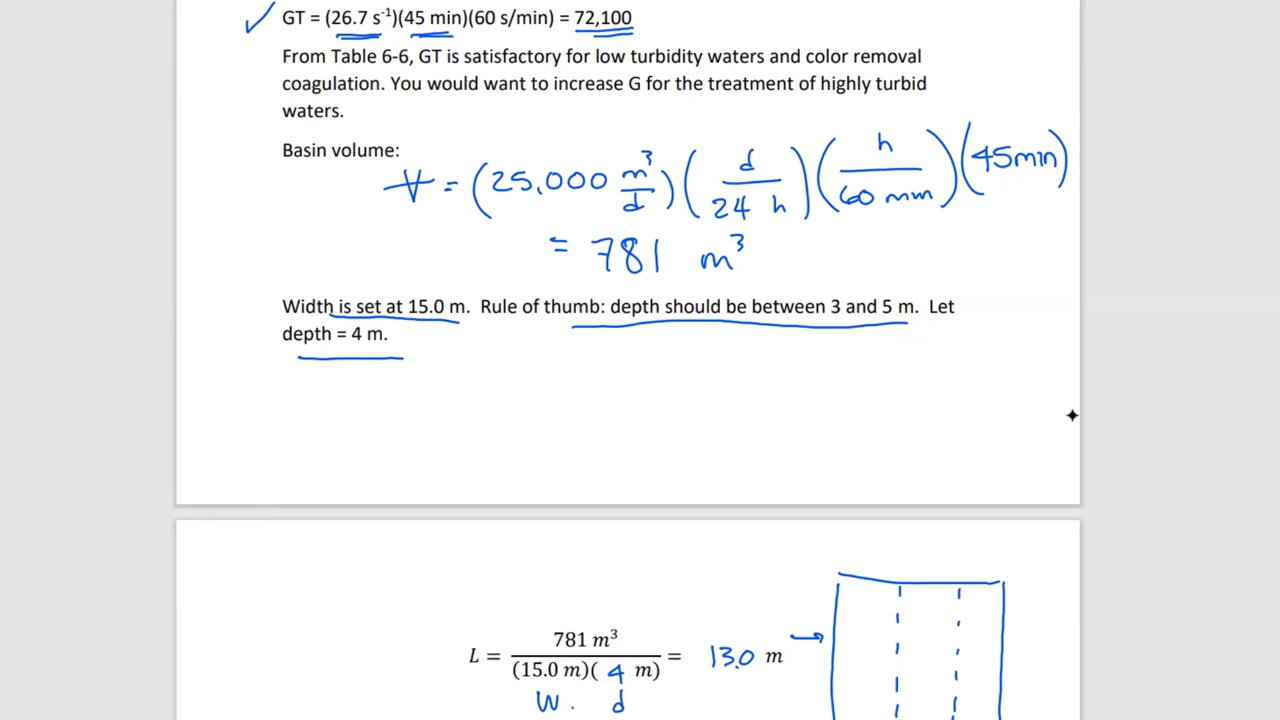 ✓ GT = (26.7 s⁻¹)(45 min)(60 s/min) = 72,100
From Table 6-6, GT is satisfactory for low turbidity waters and color removal
coagulation. You would want to increase G for the treatment of highly turbid
waters.
Basin volume:
V = (25,000 m³/d) (d/24 h) (h/60 min) (45 min)
= 781 m³
Width is set at 15.0 m. Rule of thumb: depth should be between 3 and 5 m. Let
depth = 4 m.
L = 781 m³ / (15.0 m)( 4 m) = 13.0 m →
W. d